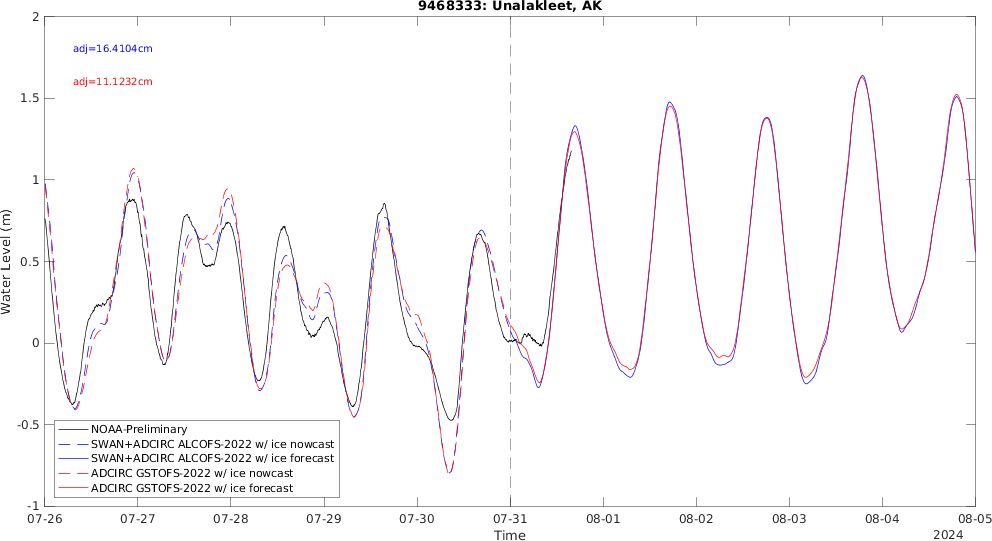 9468333: Unalakleet, AK
adj=16.4104cm
adj=11.1232cm
Water Level (m)
2
1.5
1
0.5
0
-0.5
-1
NOAA-Preliminary
SWAN+ADCIRC ALCOFS-2022 w/ ice nowcast
SWAN+ADCIRC ALCOFS-2022 w/ ice forecast
ADCIRC GSTOFS-2022 w/ ice nowcast
ADCIRC GSTOFS-2022 w/ ice forecast
07-26 07-27 07-28 07-29 07-30 07-31 08-01 08-02 08-03 08-04 08-05
Time
2024